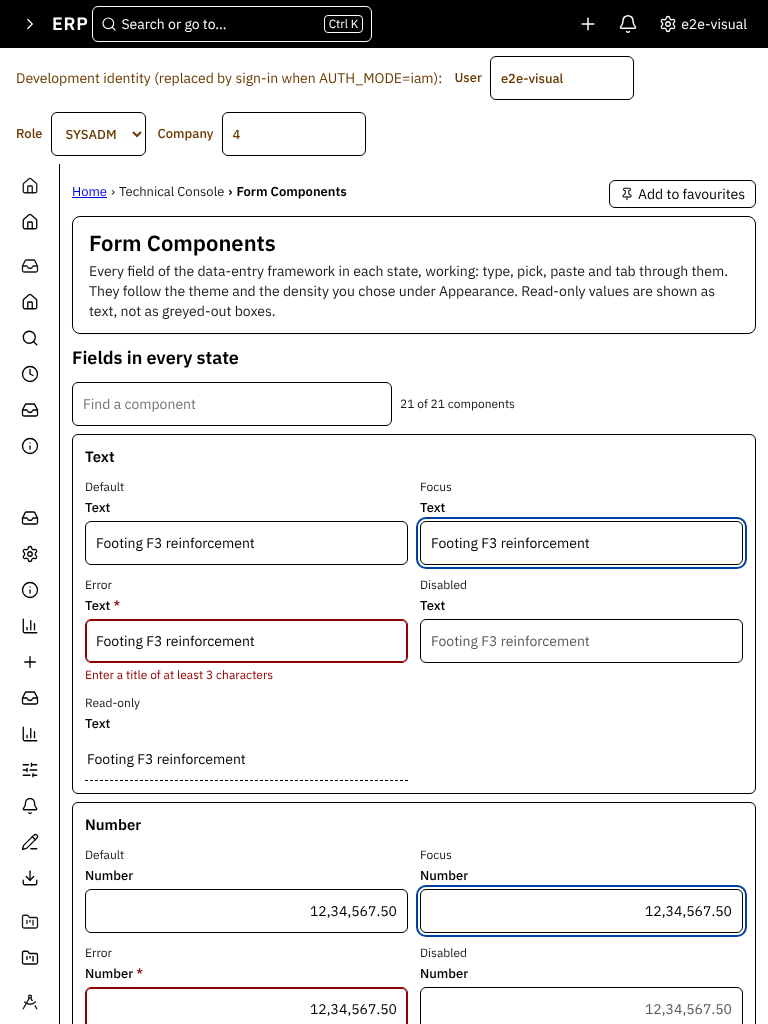 ERP Search or go to... Ctrl K e2e-visual
Development identity (replaced by sign-in when AUTH_MODE=iam): User e2e-visual
Role SYSADM Company 4
Home › Technical Console › Form Components
Add to favourites
Form Components
Every field of the data-entry framework in each state, working: type, pick, paste and tab through them.
They follow the theme and the density you chose under Appearance. Read-only values are shown as
text, not as greyed-out boxes.
Fields in every state
Find a component 21 of 21 components
Text
Default Focus
Text Text
Footing F3 reinforcement Footing F3 reinforcement
Error Disabled
Text * Text
Footing F3 reinforcement Footing F3 reinforcement
Enter a title of at least 3 characters
Read-only
Text
Footing F3 reinforcement
Number
Default Focus
Number Number
12,34,567.50 12,34,567.50
Error Disabled
Number * Number
12,34,567.50 12,34,567.50